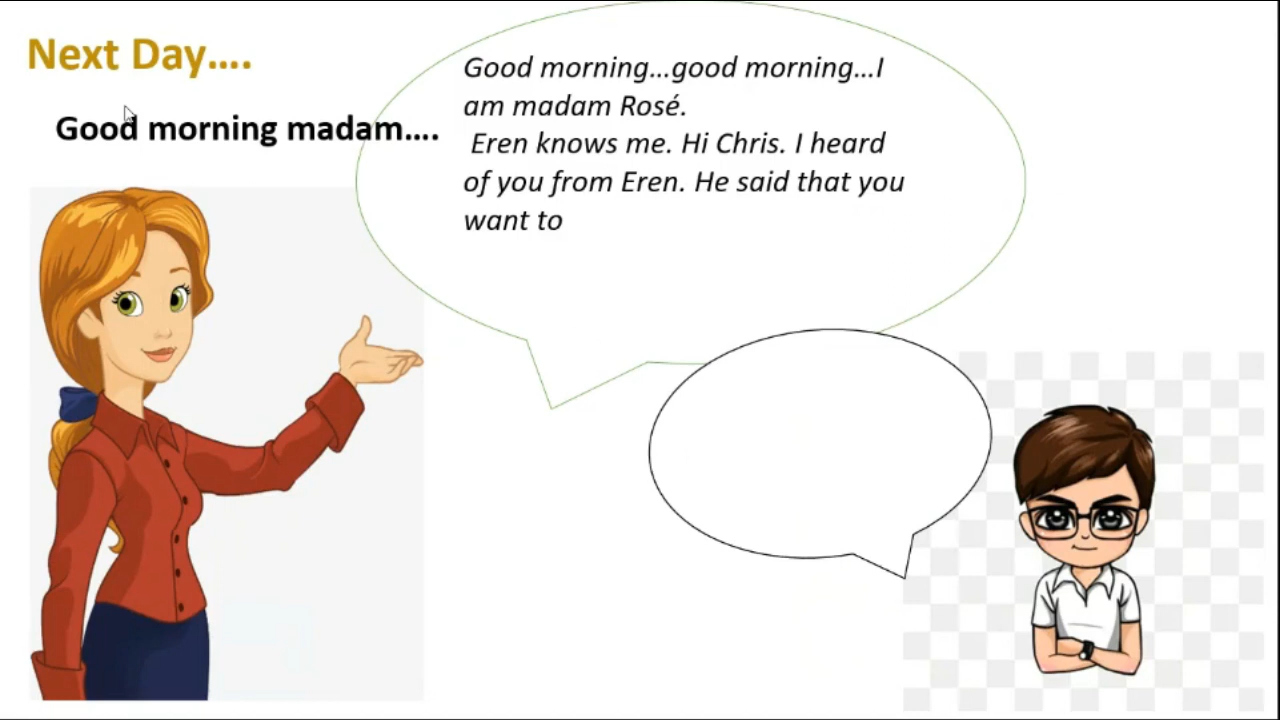 Next Day....
Good morning madam....
Good morning...good morning...I
am madam Rosé.
Eren knows me. Hi Chris. I heard
of you from Eren. He said that you
want to